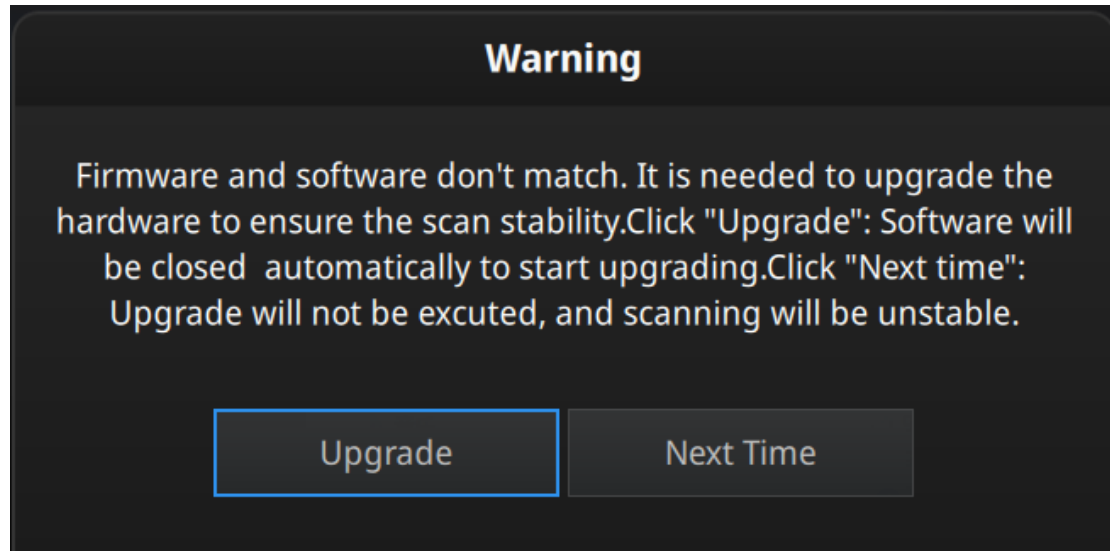 Warning
Firmware and software don't match. It is needed to upgrade the
hardware to ensure the scan stability.Click "Upgrade": Software will
be closed  automatically to start upgrading.Click "Next time":
Upgrade will not be excuted, and scanning will be unstable.
Upgrade
Next Time